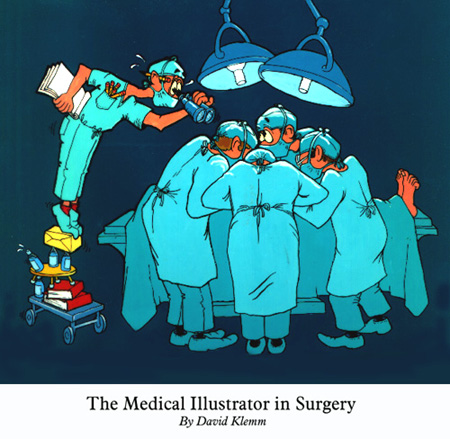 The Medical Illustrator in Surgery
By David Klemm